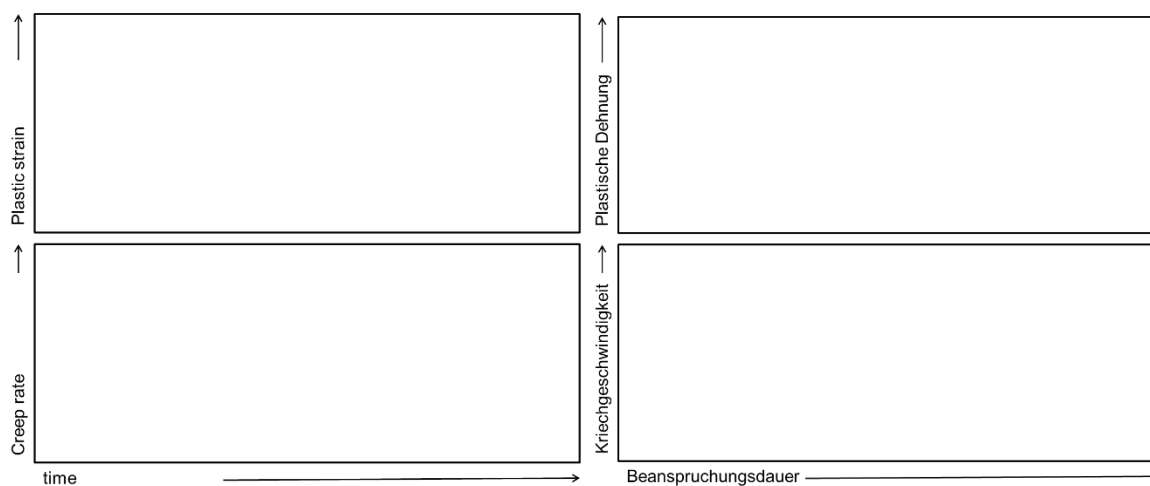 Plastic strain
Plastische Dehnung
Creep rate
Kriechgeschwindigkeit
time
Beanspruchungsdauer